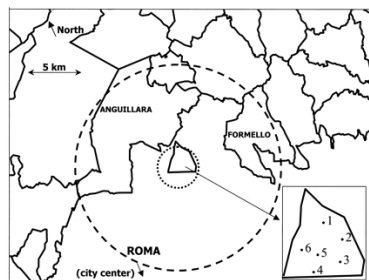 North
5 km
ANGUILLARA
FORMELLO
ROMA
(city center)
1
2
6
5
3
4